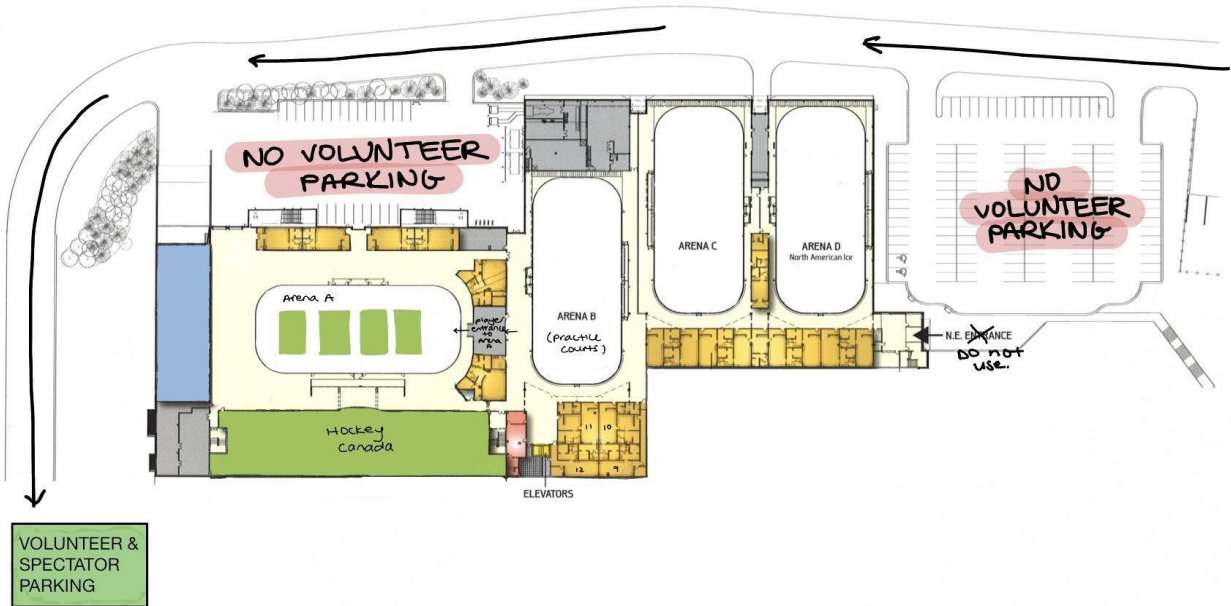 NO VOLUNTEER
PARKING
NO
VOLUNTEER
PARKING
ARENA C
ARENA D
North American Ice
Arena A
player
entrance
to
Arena
A
ARENA B
(practice
courts)
N.E. ENTRANCE
DO not
use.
Hockey
Canada
11 10
12 9
ELEVATORS
VOLUNTEER &
SPECTATOR
PARKING